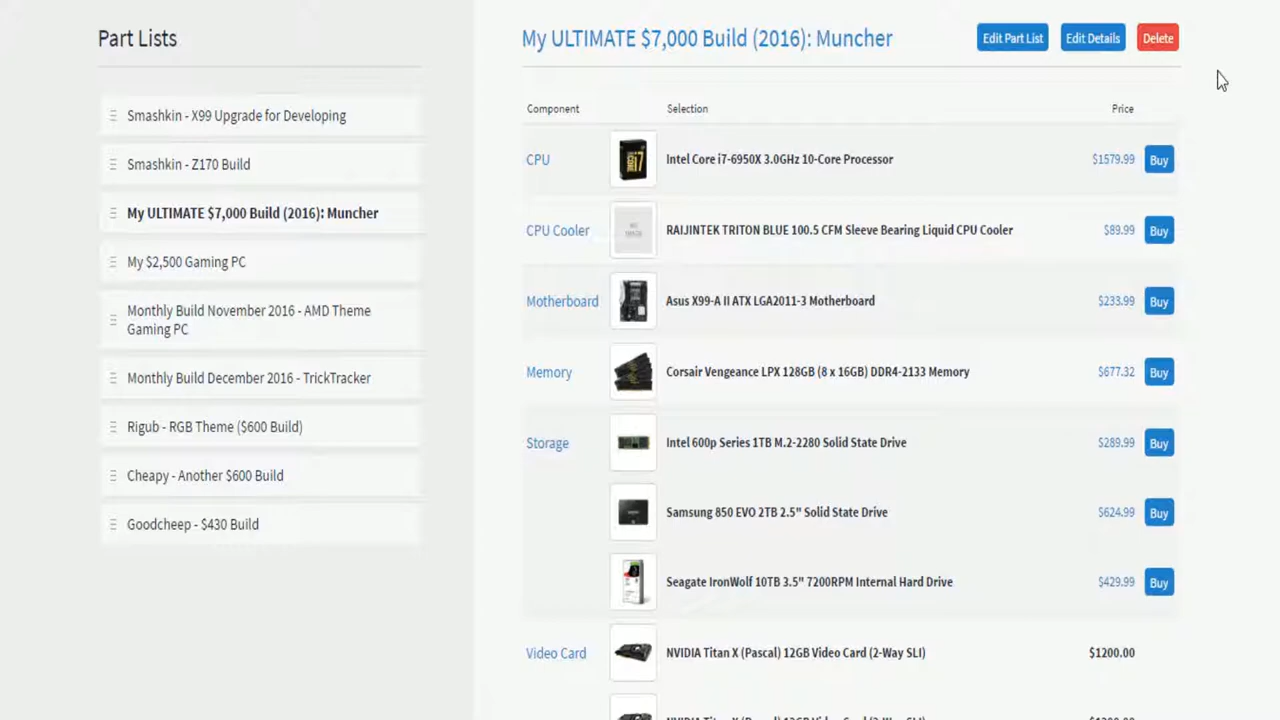 Part Lists
Smashkin - X99 Upgrade for Developing
Smashkin - Z170 Build
My ULTIMATE $7,000 Build (2016): Muncher
My $2,500 Gaming PC
Monthly Build November 2016 - AMD Theme
Gaming PC
Monthly Build December 2016 - TrickTracker
Rigub - RGB Theme ($600 Build)
Cheapy - Another $600 Build
Goodcheep - $430 Build
My ULTIMATE $7,000 Build (2016): Muncher
Edit Part List
Edit Details
Delete
Component Selection Price
CPU Intel Core i7-6950X 3.0GHz 10-Core Processor $1579.99 Buy
CPU Cooler RAIJINTEK TRITON BLUE 100.5 CFM Sleeve Bearing Liquid CPU Cooler $89.99 Buy
Motherboard Asus X99-A II ATX LGA2011-3 Motherboard $233.99 Buy
Memory Corsair Vengeance LPX 128GB (8 x 16GB) DDR4-2133 Memory $677.32 Buy
Storage Intel 600p Series 1TB M.2-2280 Solid State Drive $289.99 Buy
Samsung 850 EVO 2TB 2.5" Solid State Drive $624.99 Buy
Seagate IronWolf 10TB 3.5" 7200RPM Internal Hard Drive $429.99 Buy
Video Card NVIDIA Titan X (Pascal) 12GB Video Card (2-Way SLI) $1200.00